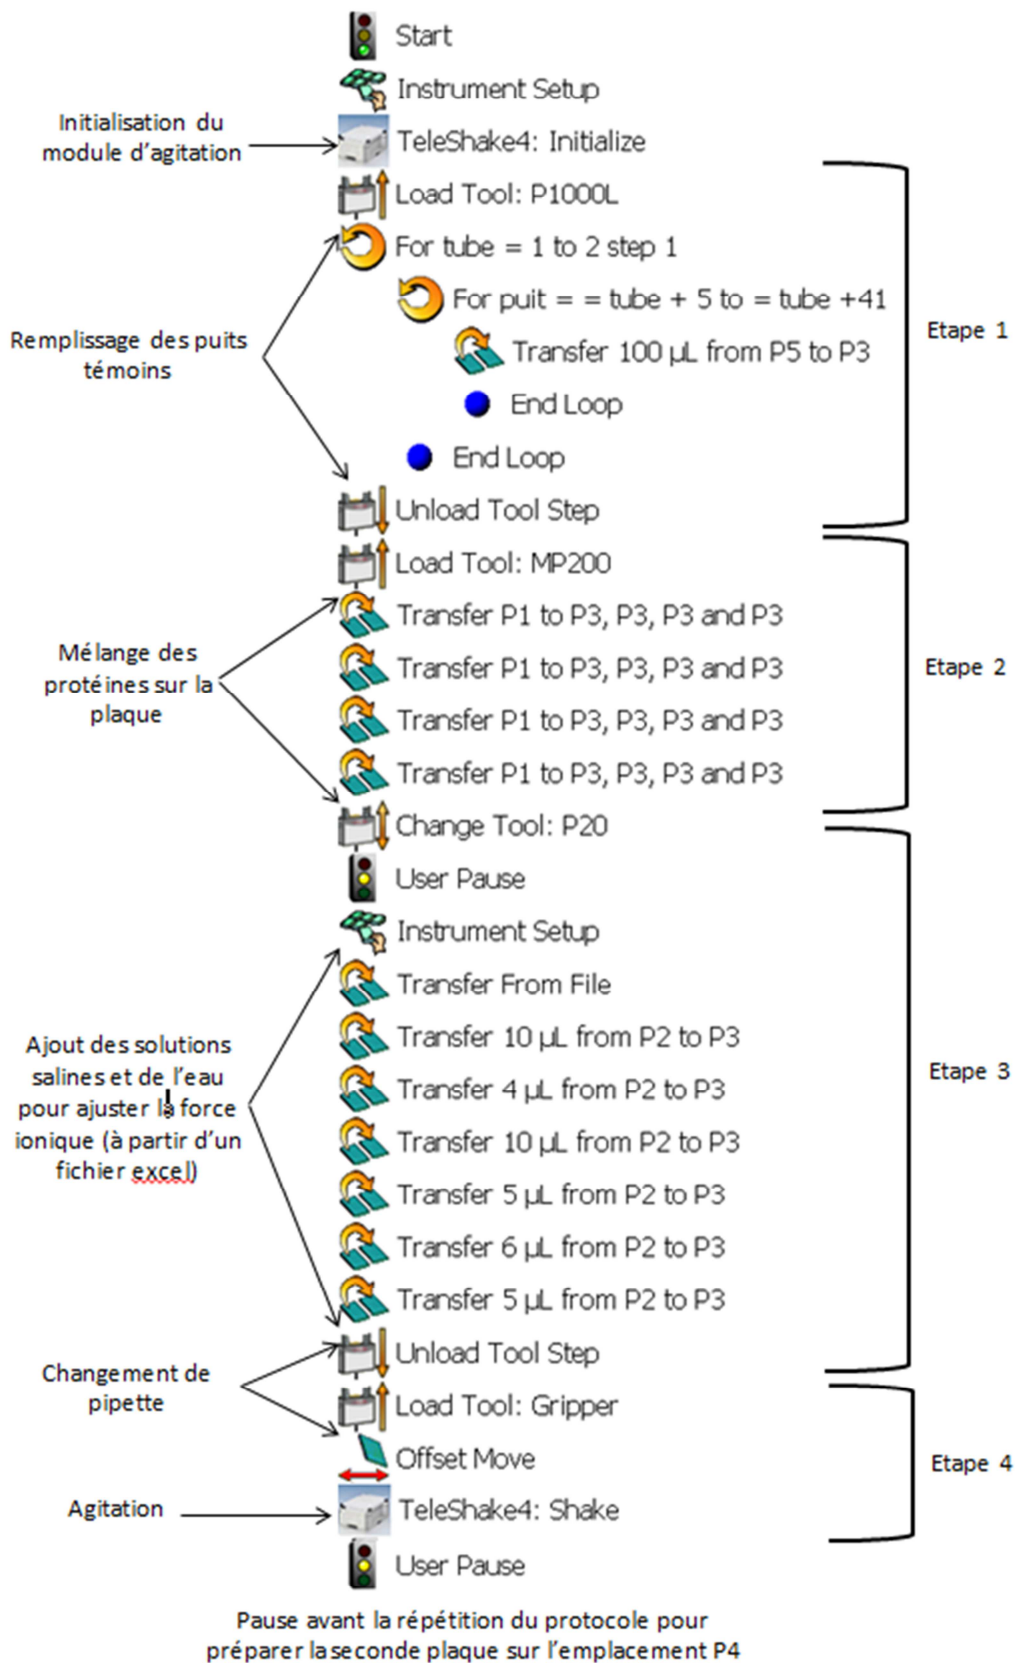 Start
Instrument Setup
Initialisation du
module d'agitation
TeleShake4: Initialize
Load Tool: P1000L
For tube = 1 to 2 step 1
For puit = = tube + 5 to = tube +41
Remplissage des puits
témoins
Transfer 100 µL from P5 to P3
Etape 1
End Loop
End Loop
Unload Tool Step
Load Tool: MP200
Transfer P1 to P3, P3, P3 and P3
Mélange des
protéines sur la
plaque
Transfer P1 to P3, P3, P3 and P3
Etape 2
Transfer P1 to P3, P3, P3 and P3
Transfer P1 to P3, P3, P3 and P3
Change Tool: P20
User Pause
Instrument Setup
Transfer From File
Transfer 10 µL from P2 to P3
Ajout des solutions
salines et de l'eau
pour ajuster la force
ionique (à partir d'un
fichier excel)
Etape 3
Transfer 4 µL from P2 to P3
Transfer 10 µL from P2 to P3
Transfer 5 µL from P2 to P3
Transfer 6 µL from P2 to P3
Transfer 5 µL from P2 to P3
Unload Tool Step
Changement de
pipette
Load Tool: Gripper
Offset Move
Etape 4
Agitation
TeleShake4: Shake
User Pause
Pause avant la répétition du protocole pour
préparer la seconde plaque sur l'emplacement P4